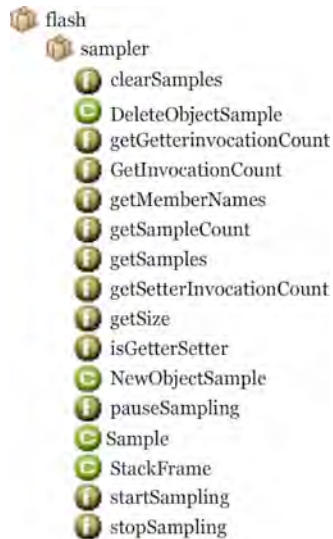 flash
sampler
clearSamples
DeleteObjectSample
getGetterinvocationCount
GetInvocationCount
getMemberNames
getSampleCount
getSamples
getSetterInvocationCount
getSize
isGetterSetter
NewObjectSample
pauseSampling
Sample
StackFrame
startSampling
stopSampling